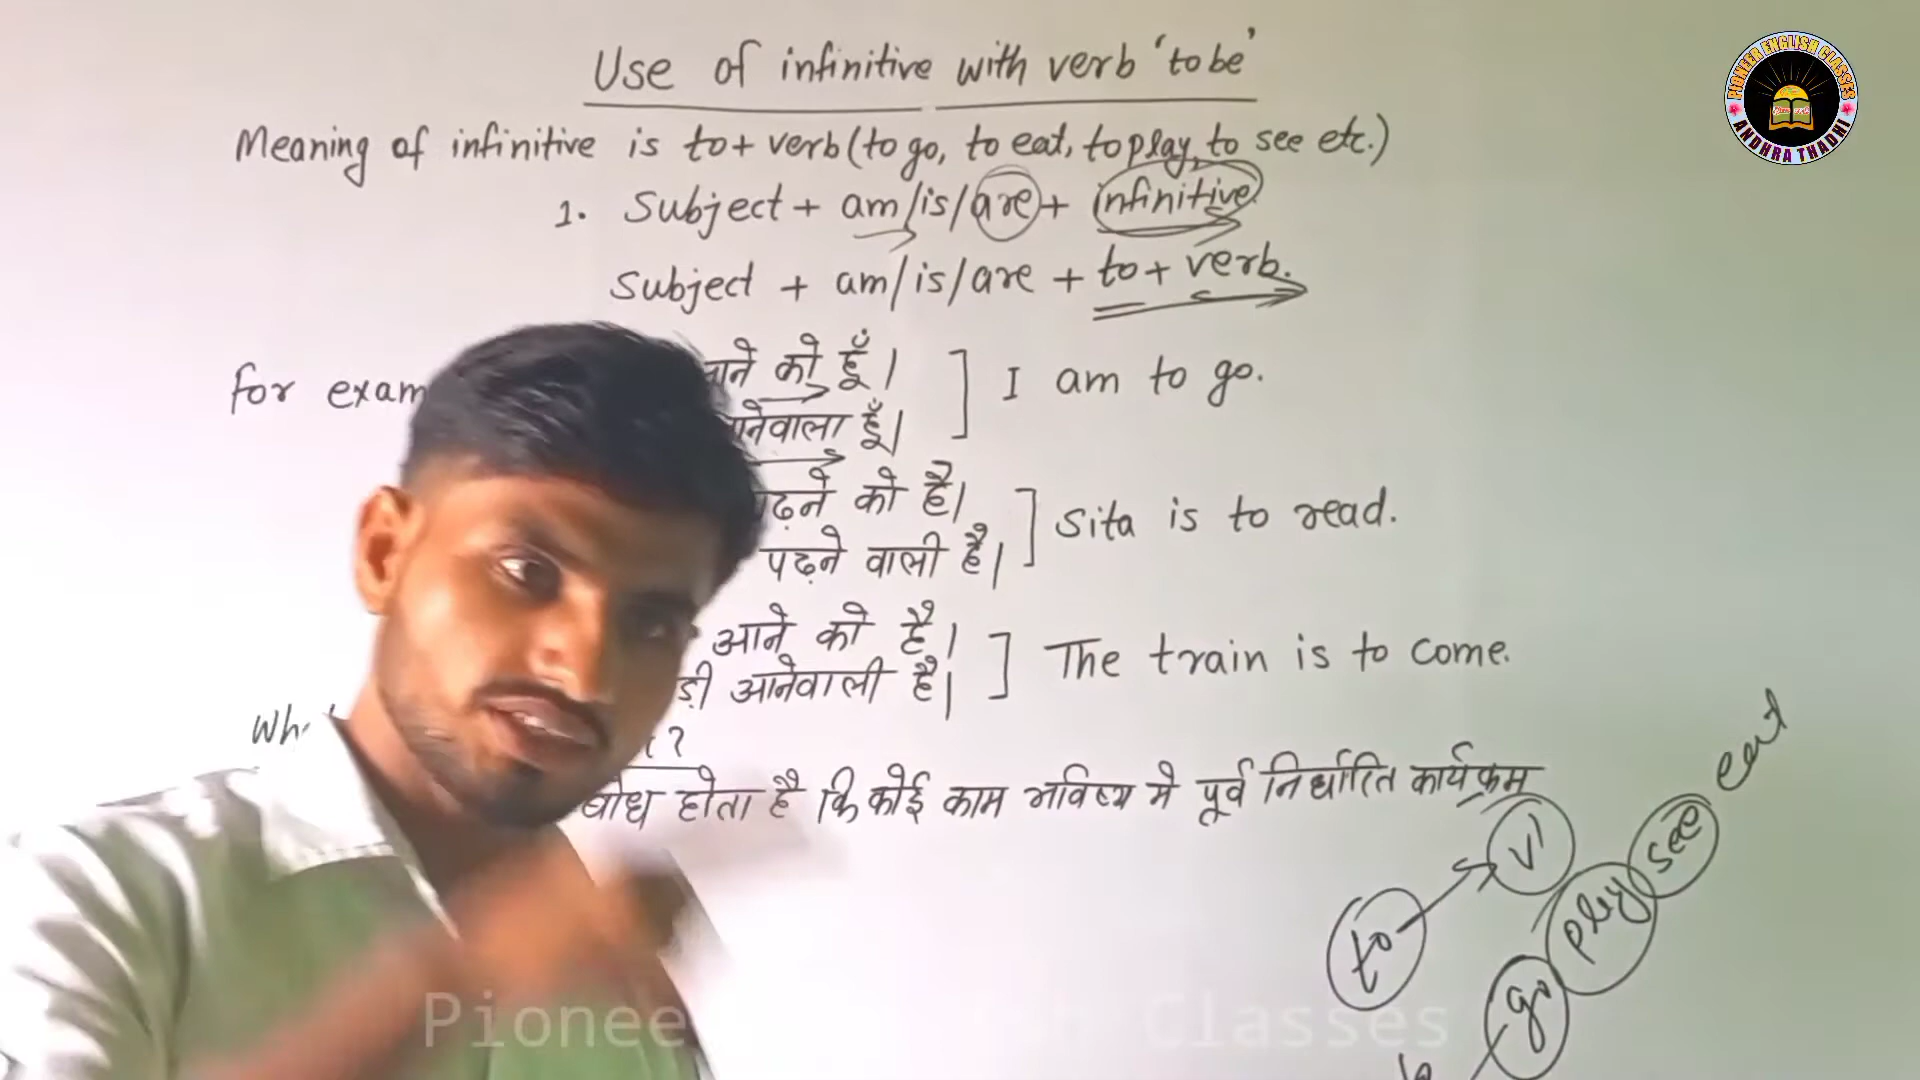 Use of infinitive with verb 'to be'
Meaning of infinitive is to+ verb (to go, to eat, to play, to see etc.)
1. Subject + am/is/are + infinitive
Subject + am/is/are + to+ verb.
For को हूँ। ] I am to go.
हूँ।
को है। ] Sita is to read.
पढ़ने वाली है।
आने को है। ] The train is to come.
आनेवाली है।
?
बोध होता है कि कोई काम भविष्य मे पूर्व निर्धारित कार्यक्रम
to V1
go play see eat
PIONEER ENGLISH CLASSES
ANDHRA THADHI
Classes